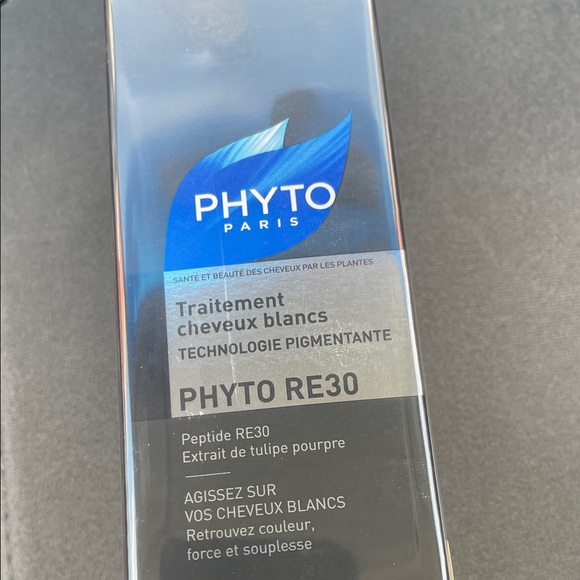 PHYTO
PARIS
SANTÉ ET BEAUTÉ DES CHEVEUX PAR LES PLANTES
Traitement
cheveux blancs
TECHNOLOGIE PIGMENTANTE
PHYTO RE30
Peptide RE30
Extrait de tulipe pourpre
AGISSEZ SUR
VOS CHEVEUX BLANCS
Retrouvez couleur,
force et souplesse